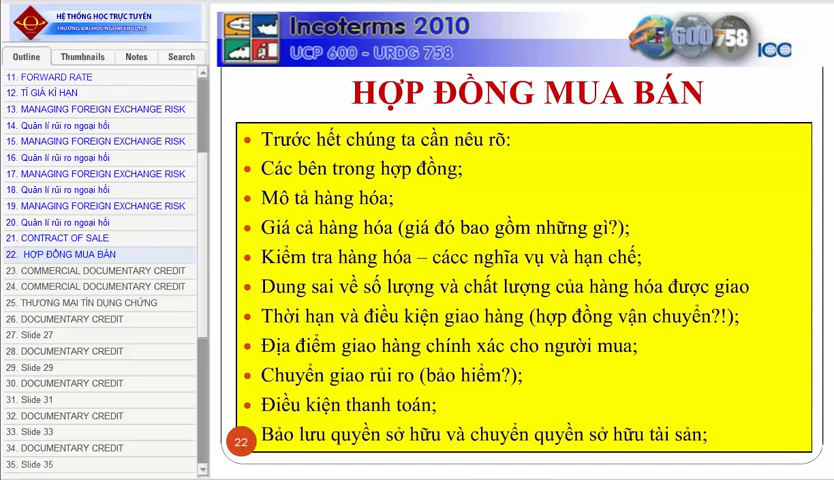 HỆ THỐNG HỌC TRỰC TUYẾN
TRƯỜNG ĐẠI HỌC NGOẠI THƯƠNG
Outline Thumbnails Notes Search
11. FORWARD RATE
12. TỈ GIÁ KÌ HẠN
13. MANAGING FOREIGN EXCHANGE RISK
14. Quản lí rủi ro ngoại hối
15. MANAGING FOREIGN EXCHANGE RISK
16. Quản lí rủi ro ngoại hối
17. MANAGING FOREIGN EXCHANGE RISK
18. Quản lí rủi ro ngoại hối
19. MANAGING FOREIGN EXCHANGE RISK
20. Quản lí rủi ro ngoại hối
21. CONTRACT OF SALE
22. HỢP ĐỒNG MUA BÁN
23. COMMERCIAL DOCUMENTARY CREDIT
24. COMMERCIAL DOCUMENTARY CREDIT
25. THƯƠNG MẠI TÍN DỤNG CHỨNG
26. DOCUMENTARY CREDIT
27. Slide 27
28. DOCUMENTARY CREDIT
29. Slide 29
30. DOCUMENTARY CREDIT
31. Slide 31
32. DOCUMENTARY CREDIT
33. Slide 33
34. DOCUMENTARY CREDIT
35. Slide 35
Incoterms 2010
UCP 600 - URDG 758
600 758
ICC
HỢP ĐỒNG MUA BÁN
Trước hết chúng ta cần nêu rõ:
Các bên trong hợp đồng;
Mô tả hàng hóa;
Giá cả hàng hóa (giá đó bao gồm những gì?);
Kiểm tra hàng hóa – cácc nghĩa vụ và hạn chế;
Dung sai về số lượng và chất lượng của hàng hóa được giao
Thời hạn và điều kiện giao hàng (hợp đồng vận chuyển?!);
Địa điểm giao hàng chính xác cho người mua;
Chuyển giao rủi ro (bảo hiểm?);
Điều kiện thanh toán;
Bảo lưu quyền sở hữu và chuyển quyền sở hữu tài sản;
22